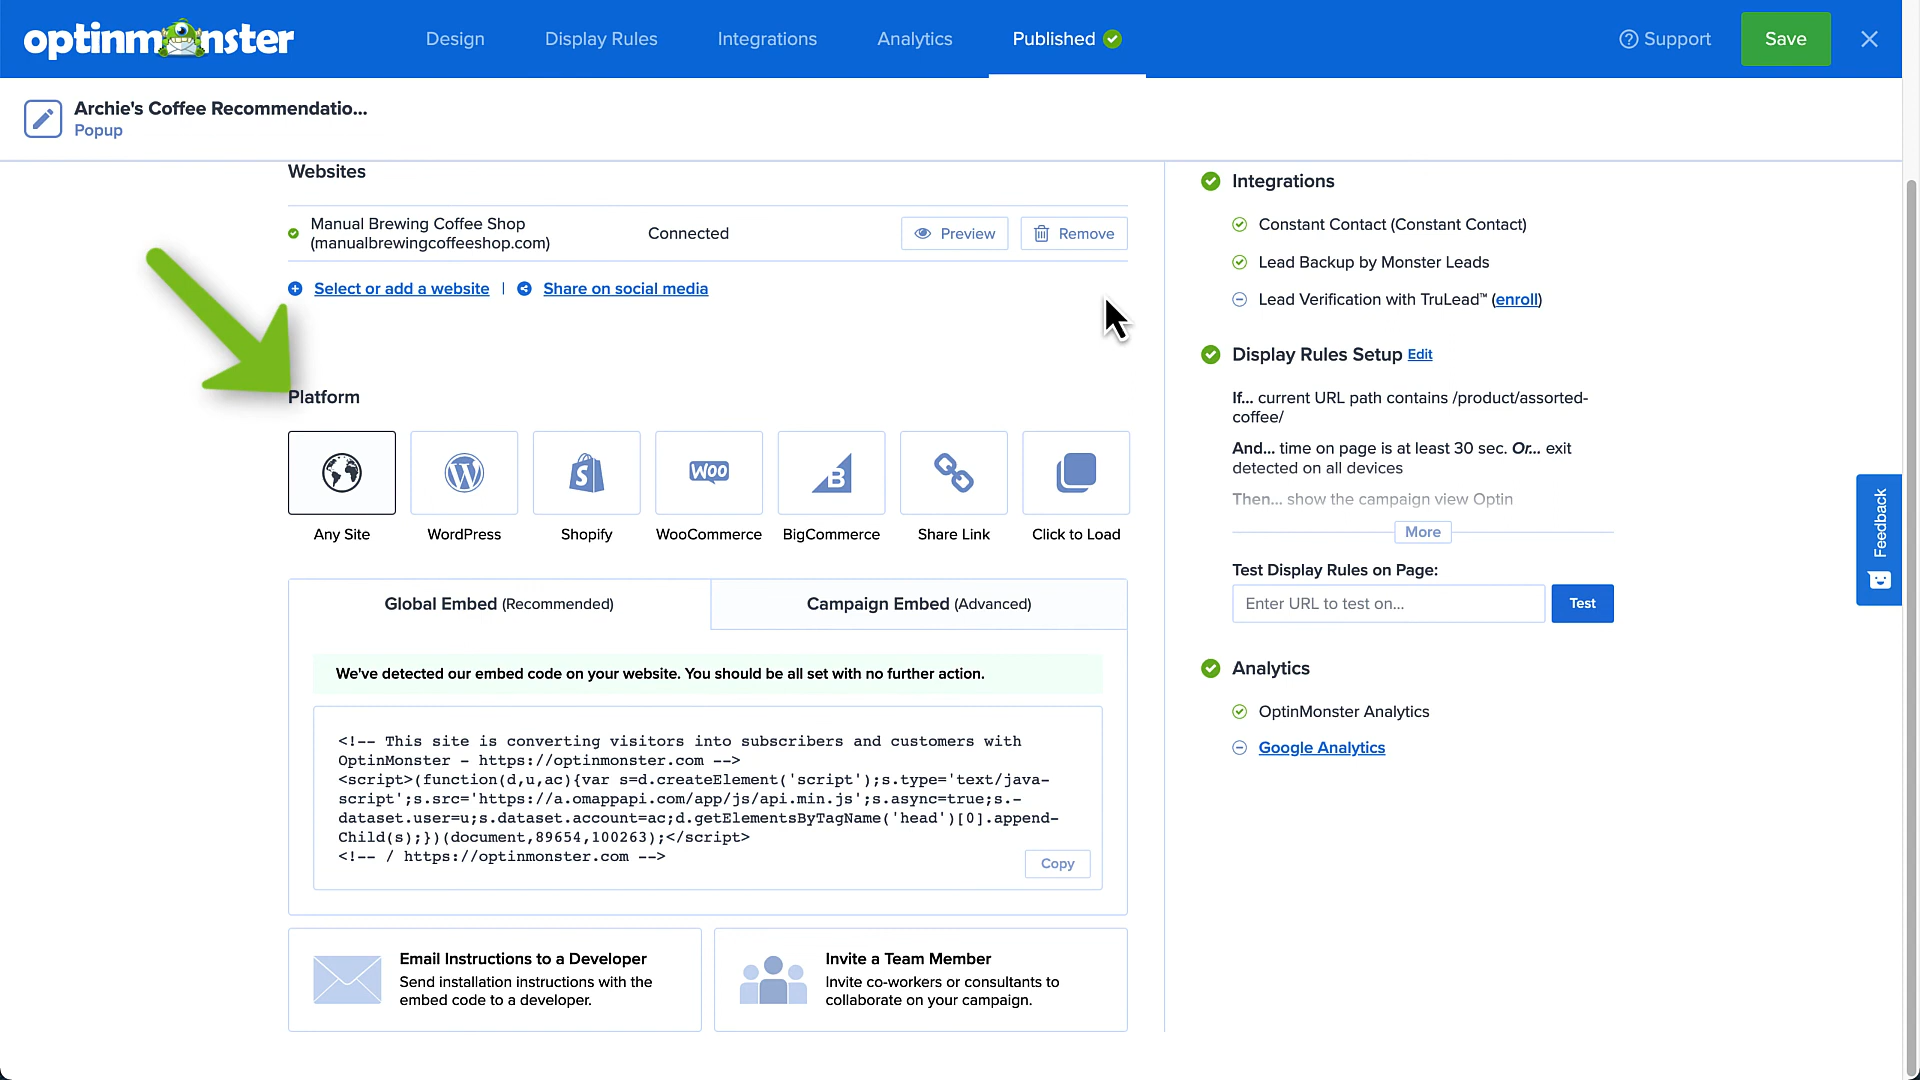 optinmonster
Design
Display Rules
Integrations
Analytics
Published
Support
Save
Archie's Coffee Recommendatio...
Popup
Websites
Manual Brewing Coffee Shop
(manualbrewingcoffeeshop.com)
Connected
Preview
Remove
Select or add a website | Share on social media
Platform
Any Site
WordPress
Shopify
Woo
WooCommerce
BigCommerce
Share Link
Click to Load
Global Embed (Recommended)
Campaign Embed (Advanced)
We've detected our embed code on your website. You should be all set with no further action.
<!-- This site is converting visitors into subscribers and customers with
OptinMonster - https://optinmonster.com -->
<script>(function(d,u,ac){var s=d.createElement('script');s.type='text/java-
script';s.src='https://a.omappapi.com/app/js/api.min.js';s.async=true;s.-
dataset.user=u;s.dataset.account=ac;d.getElementsByTagName('head')[0].append-
Child(s);})(document,89654,100263);</script>
<!-- / https://optinmonster.com -->
Copy
Email Instructions to a Developer
Send installation instructions with the
embed code to a developer.
Invite a Team Member
Invite co-workers or consultants to
collaborate on your campaign.
Integrations
Constant Contact (Constant Contact)
Lead Backup by Monster Leads
Lead Verification with TruLead™ (enroll)
Display Rules Setup Edit
If... current URL path contains /product/assorted-
coffee/
And... time on page is at least 30 sec. Or... exit
detected on all devices
Then... show the campaign view Optin
More
Test Display Rules on Page:
Enter URL to test on...
Test
Analytics
OptinMonster Analytics
Google Analytics
Feedback